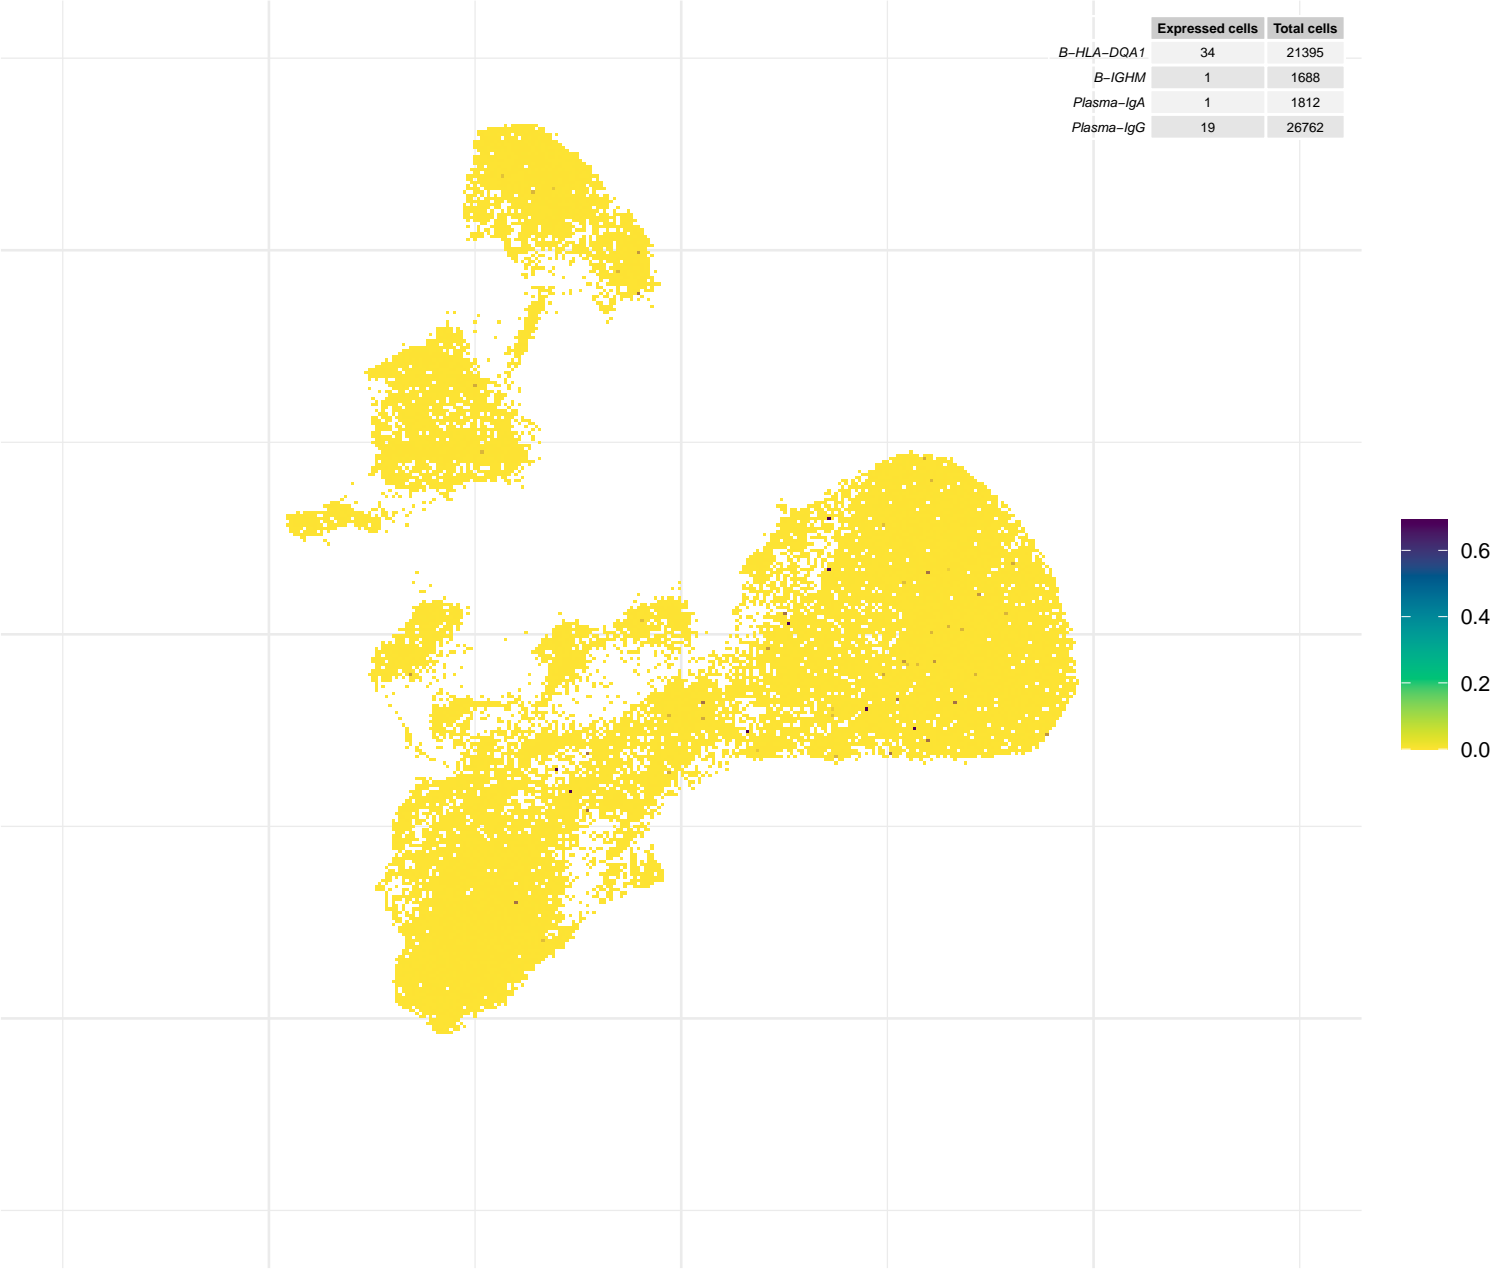 Expressed cells Total cells
B−HLA−DQA1 34 21395
B−IGHM 1 1688
Plasma−IgA 1 1812
Plasma−IgG 19 26762
0.6
0.4
0.2
0.0